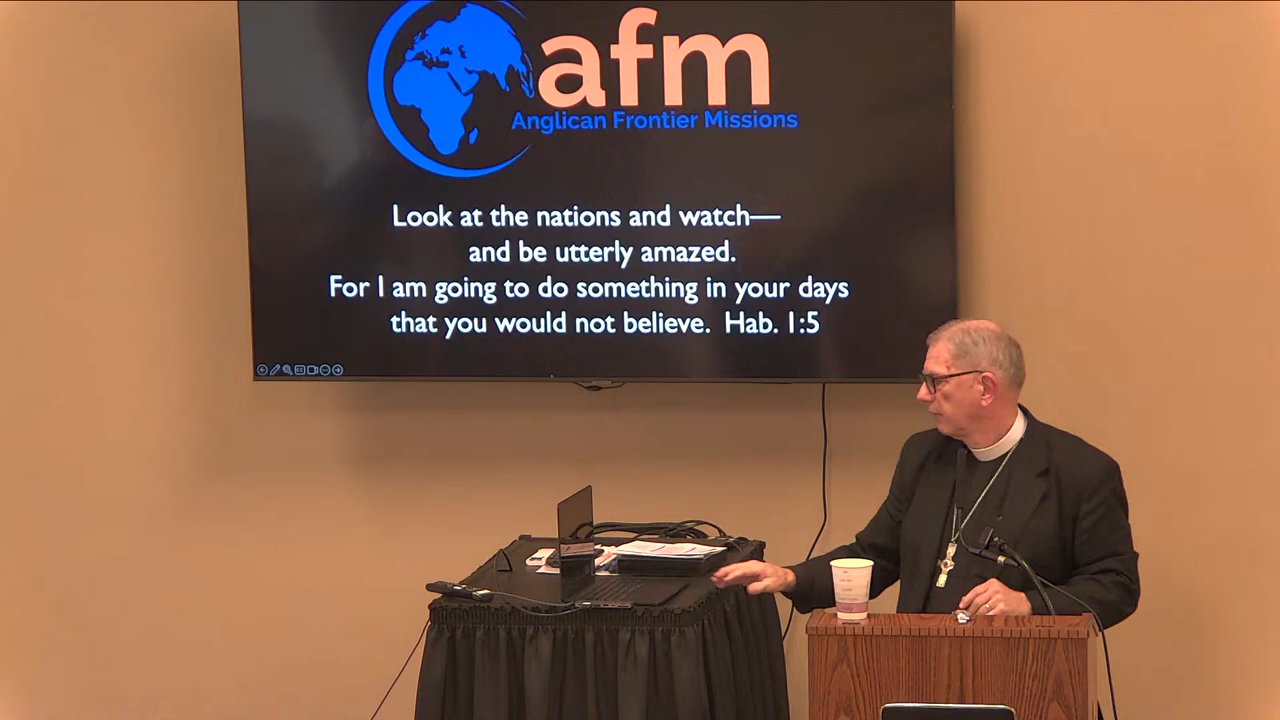 afm
Anglican Frontier Missions
Look at the nations and watch—
and be utterly amazed.
For I am going to do something in your days
that you would not believe. Hab. 1:5